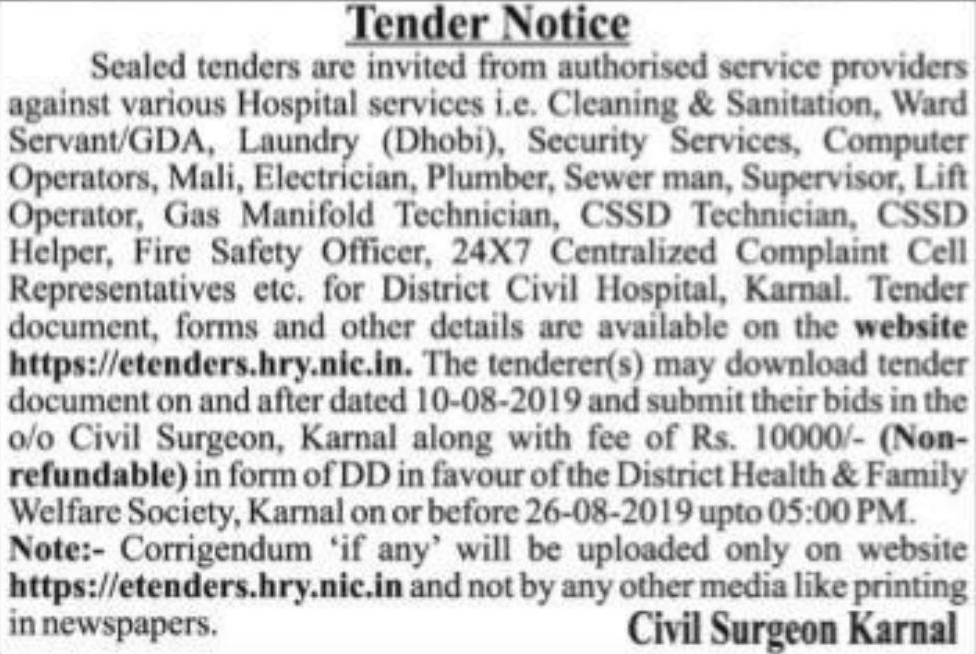 Tender Notice
Sealed tenders are invited from authorised service providers
against various Hospital services i.e. Cleaning & Sanitation, Ward
Servant/GDA, Laundry (Dhobi), Security Services, Computer
Operators, Mali, Electrician, Plumber, Sewer man, Supervisor, Lift
Operator, Gas Manifold Technician, CSSD Technician, CSSD
Helper, Fire Safety Officer, 24X7 Centralized Complaint Cell
Representatives etc. for District Civil Hospital, Karnal. Tender
document, forms and other details are available on the website
https://etenders.hry.nic.in. The tenderer(s) may download tender
document on and after dated 10-08-2019 and submit their bids in the
o/o Civil Surgeon, Karnal along with fee of Rs. 10000/- (Non-
refundable) in form of DD in favour of the District Health & Family
Welfare Society, Karnal on or before 26-08-2019 upto 05:00 PM.
Note:- Corrigendum ‘if any’ will be uploaded only on website
https://etenders.hry.nic.in and not by any other media like printing
in newspapers. Civil Surgeon Karnal